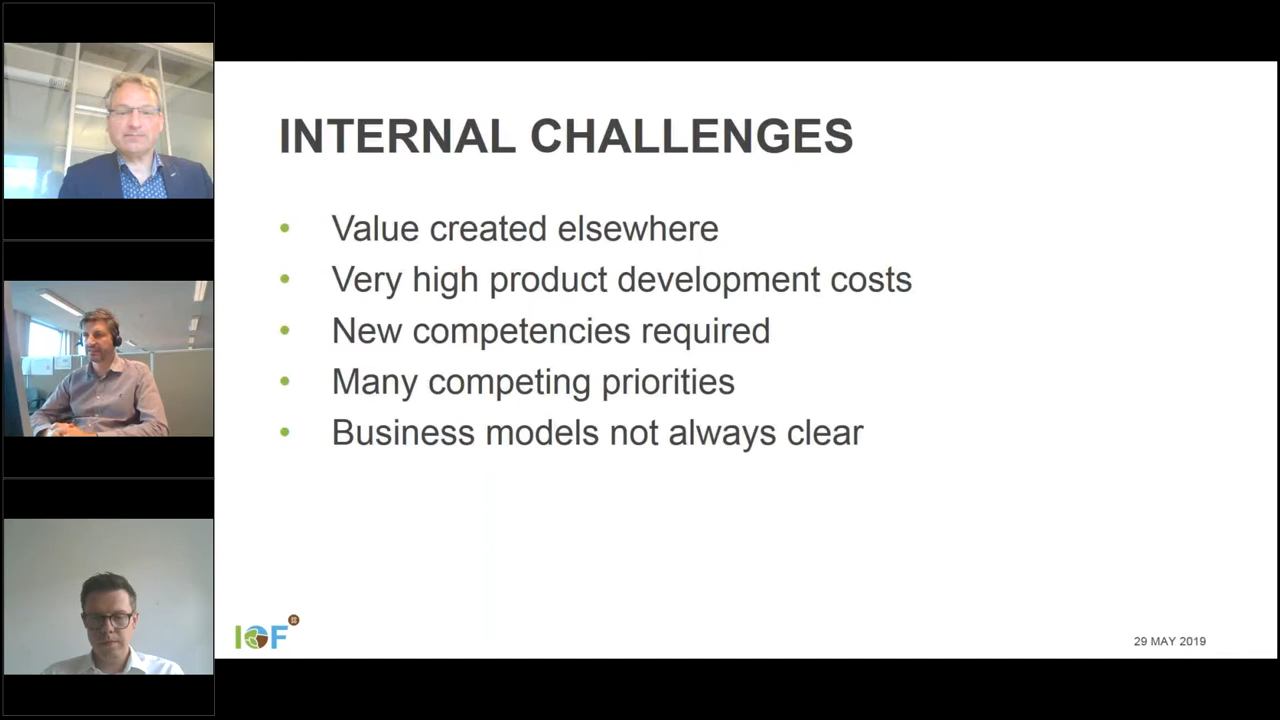 INTERNAL CHALLENGES
• Value created elsewhere
• Very high product development costs
• New competencies required
• Many competing priorities
• Business models not always clear
IOF
29 MAY 2019